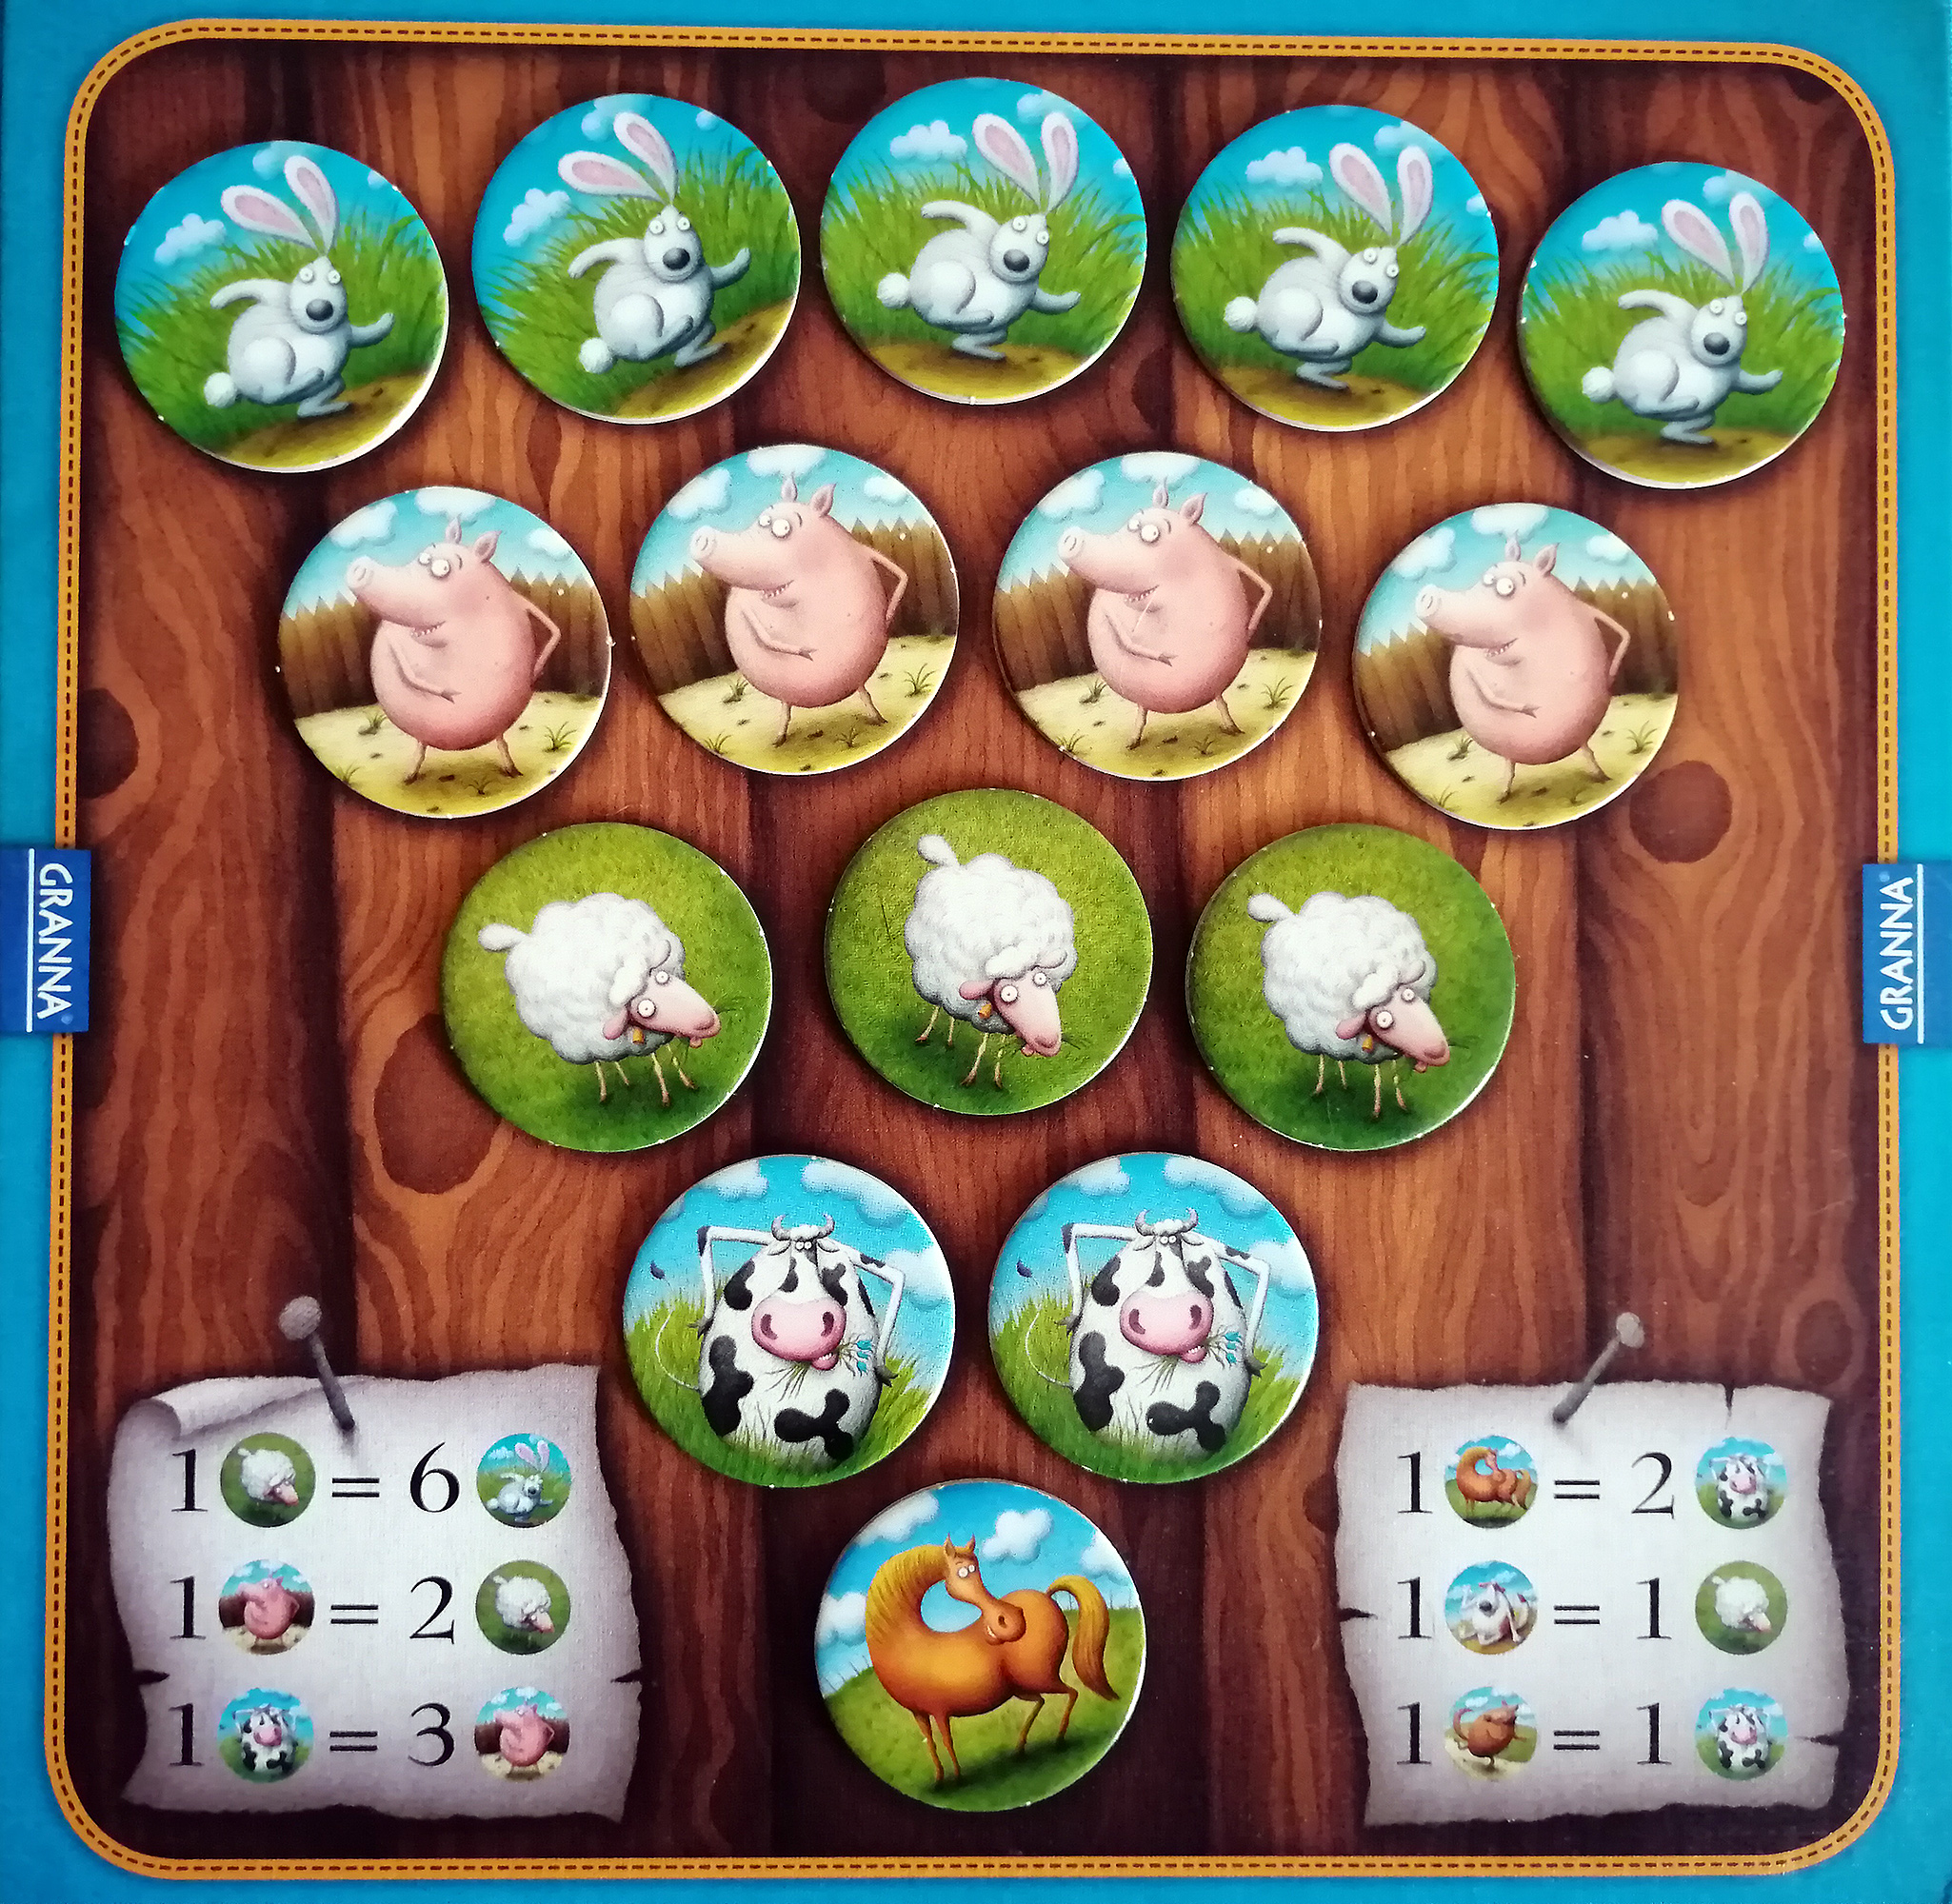 GRANNA
GRANNA
1 = 6
1 = 2
1 = 3
1 = 2
1 = 1
1 = 1